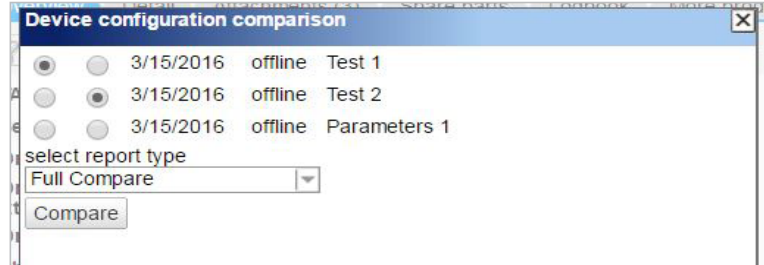 Device configuration comparison
3/15/2016 offline Test 1
3/15/2016 offline Test 2
3/15/2016 offline Parameters 1
select report type
Full Compare
Compare